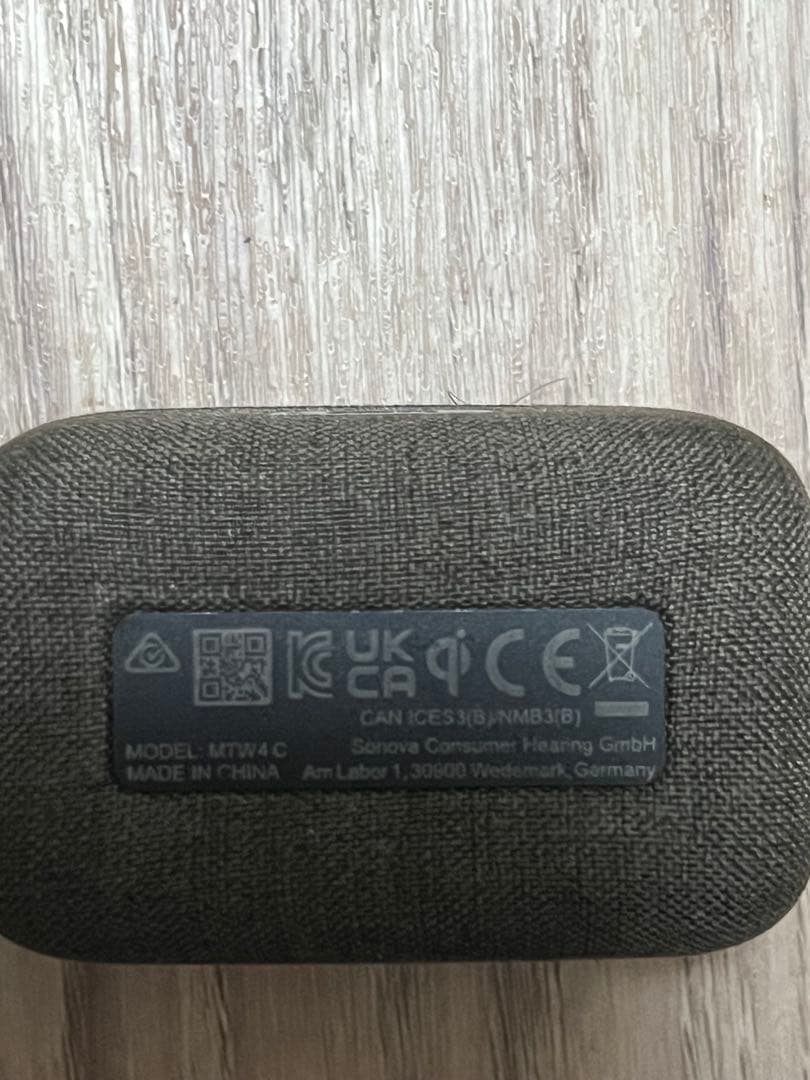 UK
CA
CE
CAN ICES3(B)/NMB3(B)
MODEL: MTW4 C
Sonova Consumer Hearing GmbH
MADE IN CHINA
Am Labor 1, 30900 Wedemark, Germany